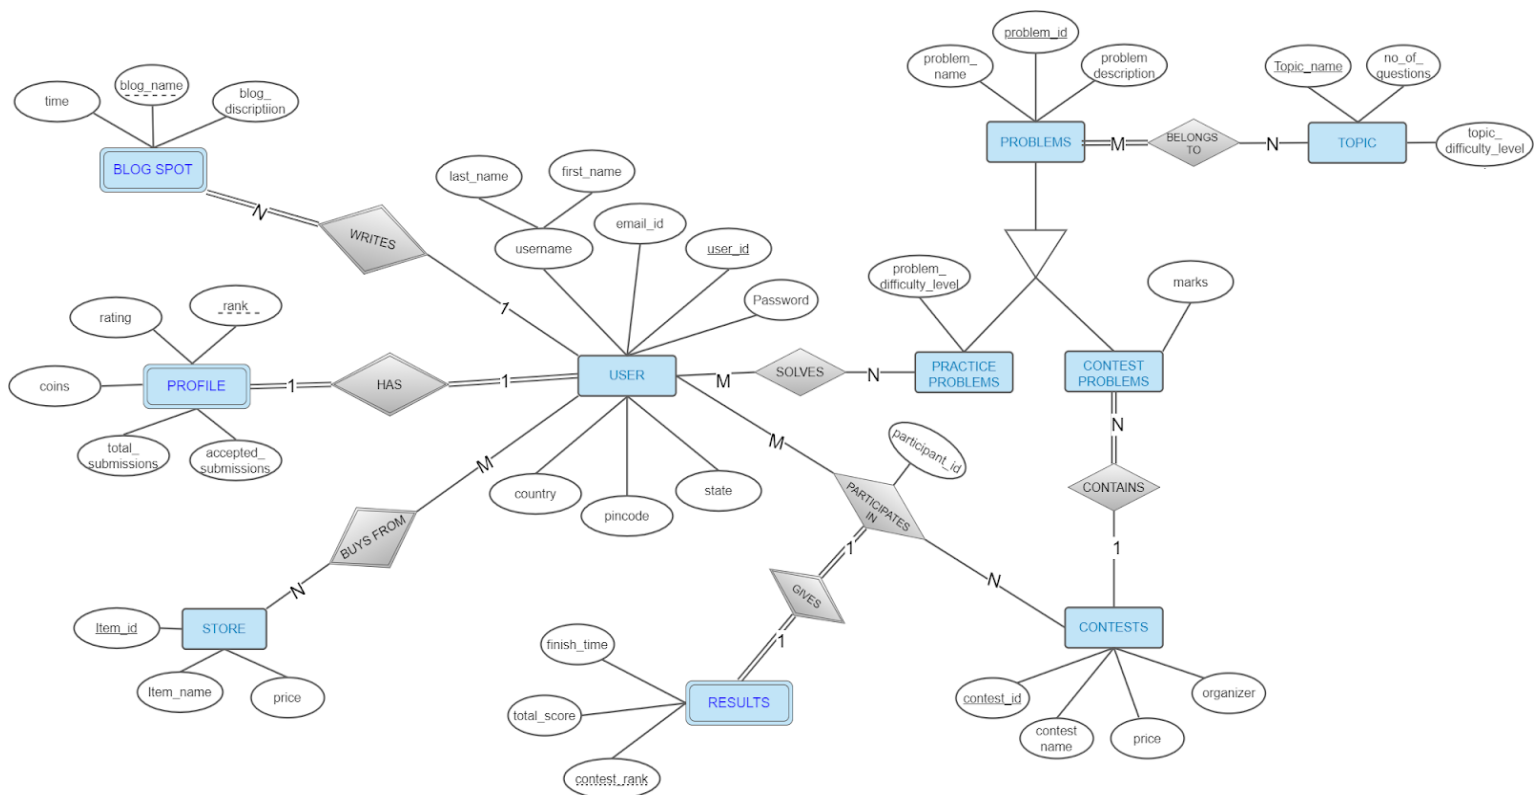 problem_id
problem_
name
problem
description
Topic_name
no_of_
questions
time
blog_name
blog_
discriptiion
PROBLEMS
M
BELONGS
TO
N
TOPIC
topic_
difficulty_level
BLOG SPOT
last_name
first_name
N
WRITES
username
email_id
user_id
problem_
difficulty_level
marks
rating
rank
1
Password
coins
PROFILE
1
HAS
1
USER
M
SOLVES
N
PRACTICE
PROBLEMS
CONTEST
PROBLEMS
total_
submissions
accepted_
submissions
M
M
participant_id
N
country
pincode
state
PARTICIPATES
IN
CONTAINS
BUYS FROM
1
1
N
GIVES
N
Item_id
STORE
1
CONTESTS
finish_time
Item_name
price
total_score
RESULTS
contest_id
contest
name
price
organizer
contest_rank